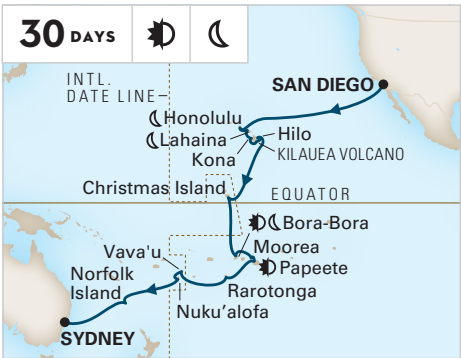 30 DAYS
INTL.
DATE LINE
SAN DIEGO
Honolulu
Lahaina
Hilo
Kona
KILAUEA VOLCANO
Christmas Island
EQUATOR
Bora-Bora
Moorea
Papeete
Vava'u
Norfolk
Island
Rarotonga
Nuku'alofa
SYDNEY